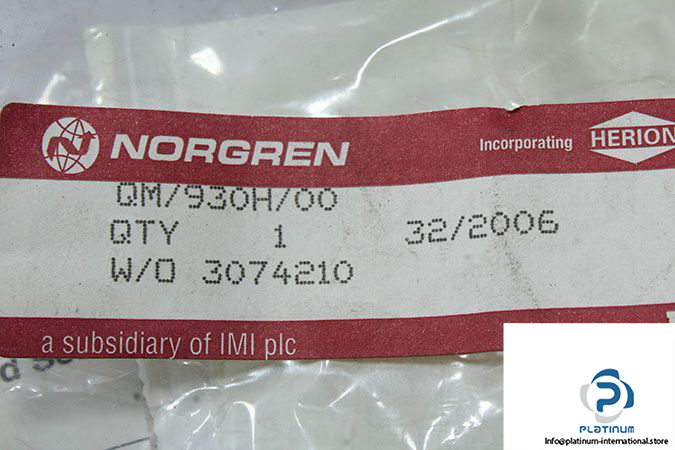 NORGREN
Incorporating HERION
QM/930H/00
QTY 1 32/2006
W/O 3074210
a subsidiary of IMI plc
PLATINUM
Info@platinum-international.store